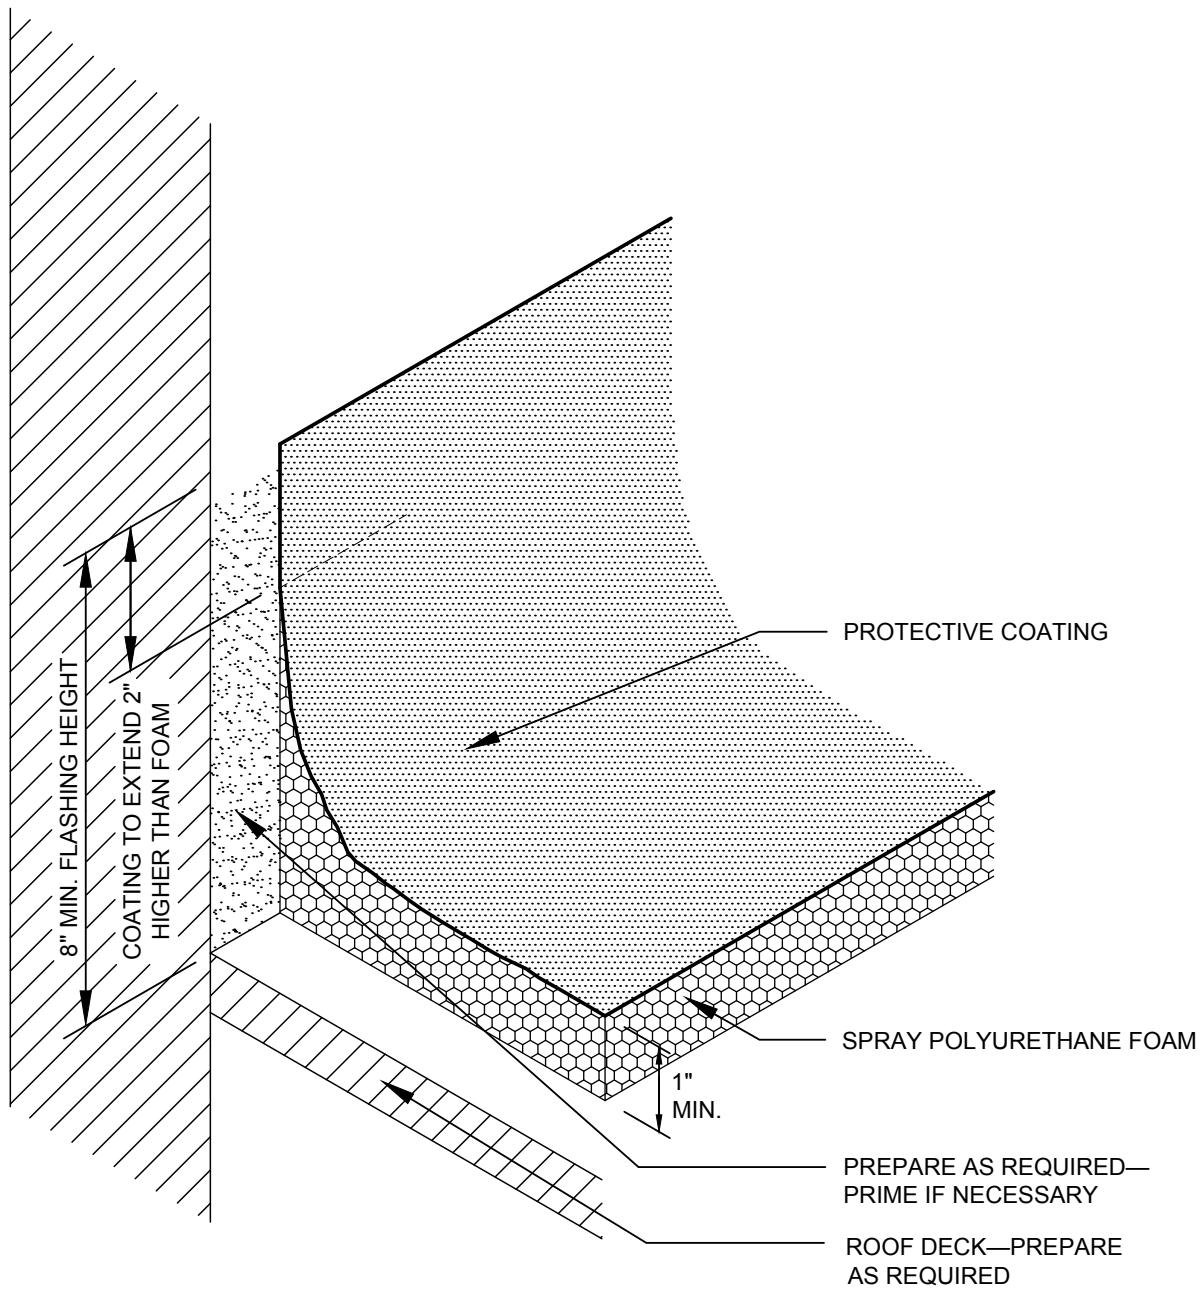 8" MIN. FLASHING HEIGHT
COATING TO EXTEND 2"
HIGHER THAN FOAM
PROTECTIVE COATING
SPRAY POLYURETHANE FOAM
1"
MIN.
PREPARE AS REQUIRED—
PRIME IF NECESSARY
ROOF DECK—PREPARE
AS REQUIRED